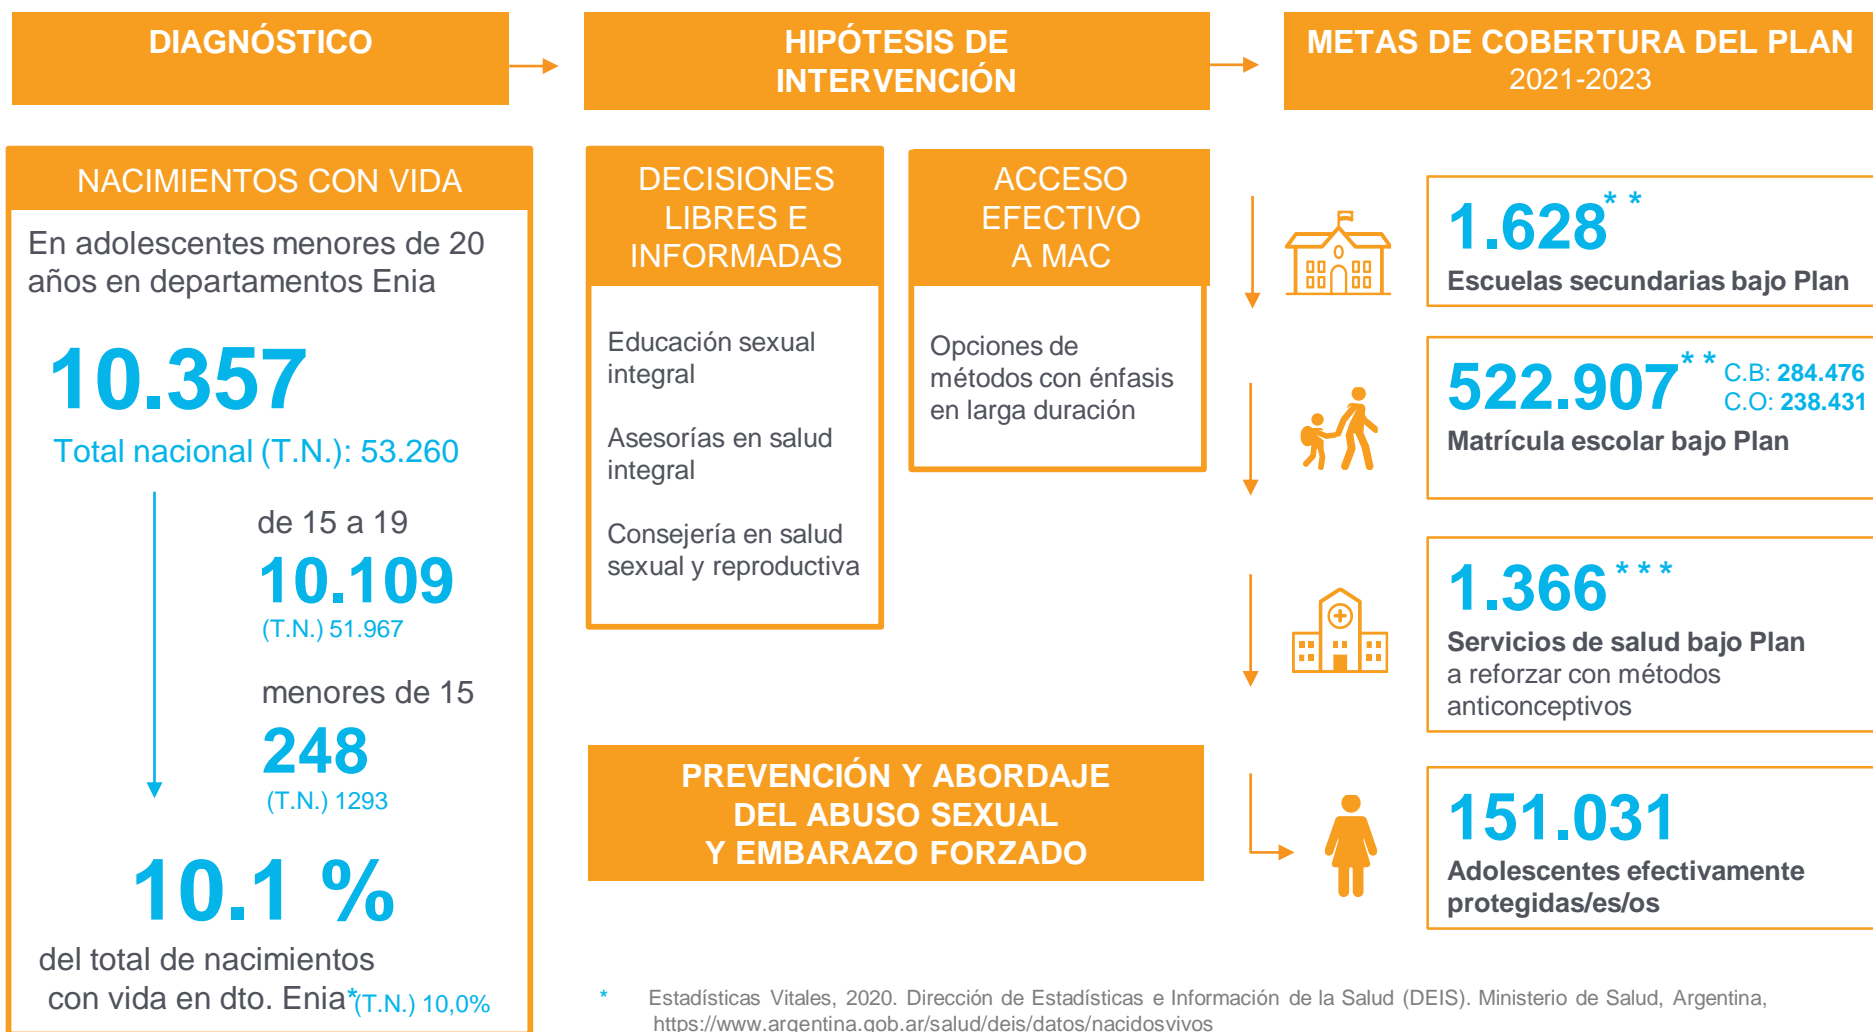 DIAGNÓSTICO
HIPÓTESIS DE
INTERVENCIÓN
METAS DE COBERTURA DEL PLAN
2021-2023
NACIMIENTOS CON VIDA
En adolescentes menores de 20
años en departamentos Enia
10.357
Total nacional (T.N.): 53.260
de 15 a 19
10.109
(T.N.) 51.967
menores de 15
248
(T.N.) 1293
10.1 %
del total de nacimientos
con vida en dto. Enia*(T.N.) 10,0%
DECISIONES
LIBRES E
INFORMADAS
Educación sexual
integral
Asesorías en salud
integral
Consejería en salud
sexual y reproductiva
ACCESO
EFECTIVO
A MAC
Opciones de
métodos con énfasis
en larga duración
PREVENCIÓN Y ABORDAJE
DEL ABUSO SEXUAL
Y EMBARAZO FORZADO
1.628**
Escuelas secundarias bajo Plan
522.907** C.B: 284.476
C.O: 238.431
Matrícula escolar bajo Plan
1.366***
Servicios de salud bajo Plan
a reforzar con métodos
anticonceptivos
151.031
Adolescentes efectivamente
protegidas/es/os
* Estadísticas Vitales, 2020. Dirección de Estadísticas e Información de la Salud (DEIS). Ministerio de Salud, Argentina,
https://www.argentina.gob.ar/salud/deis/datos/nacidosvivos